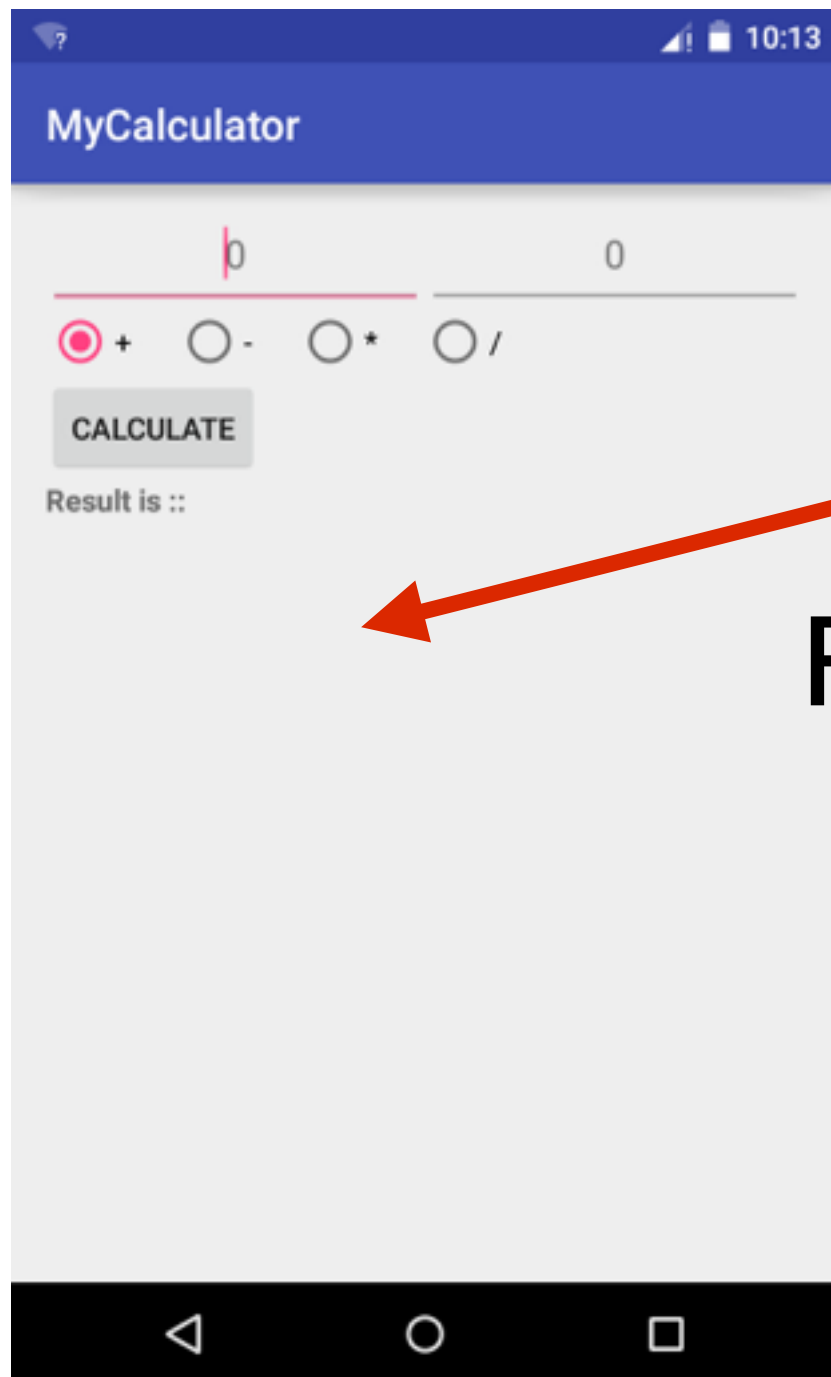 10:13
MyCalculator
0 0
+ - * /
CALCULATE
Result is ::